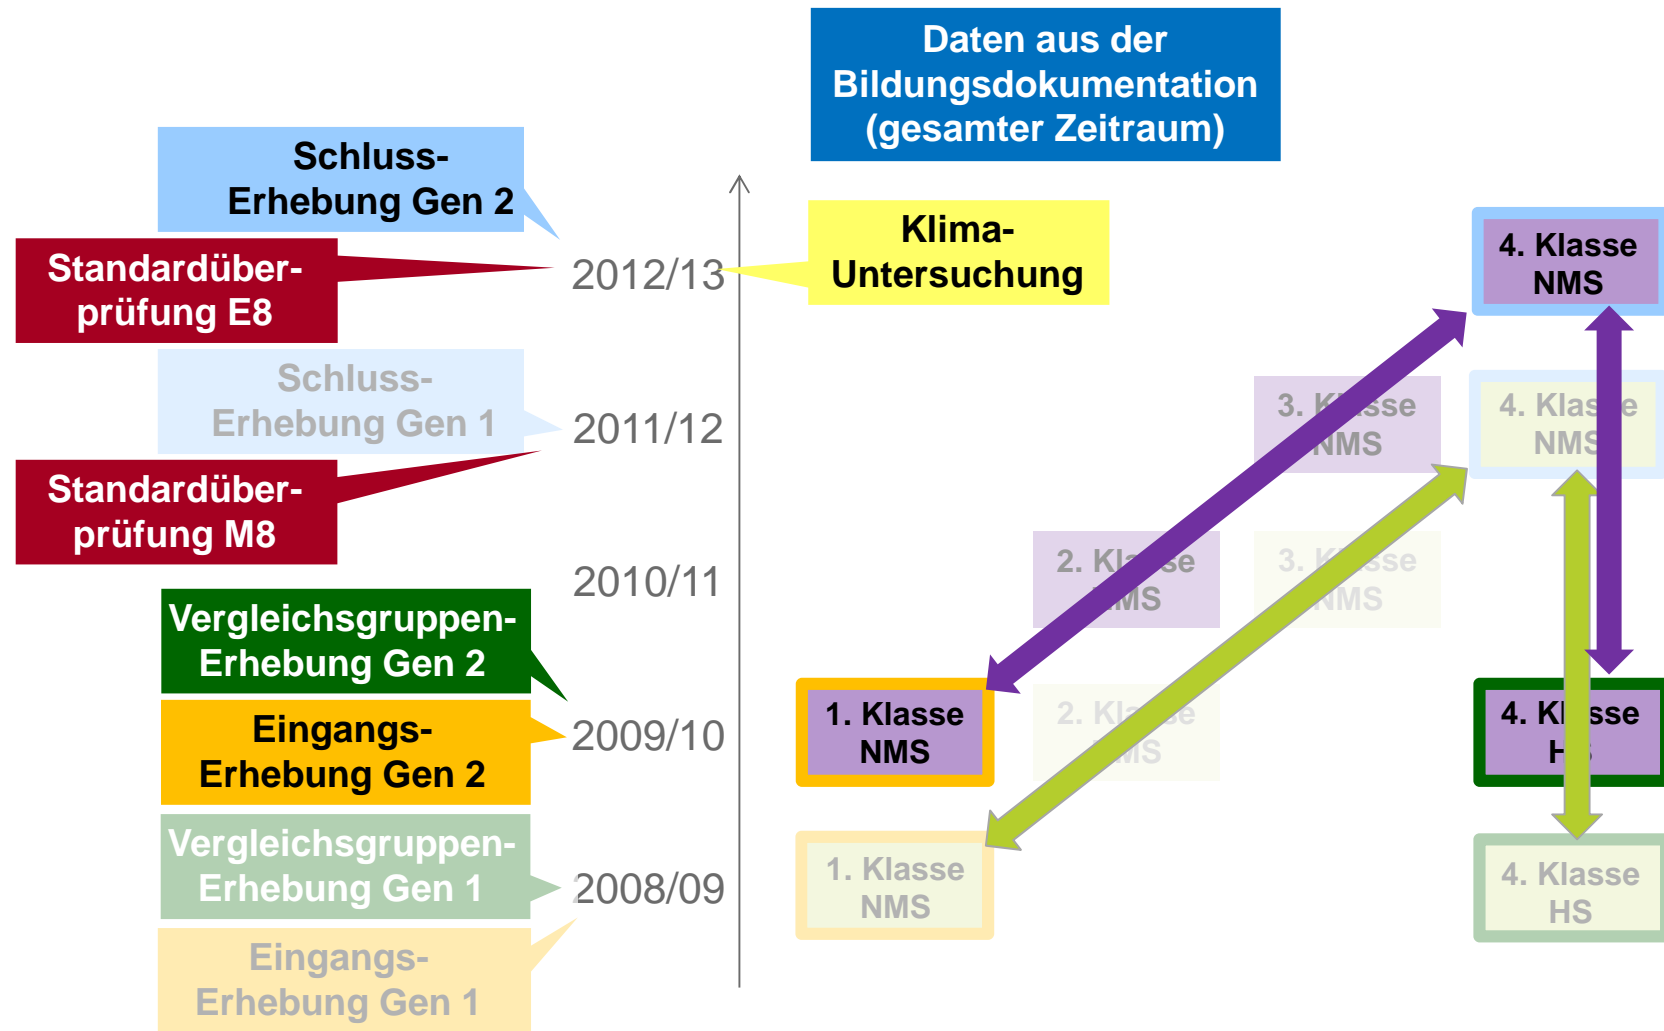 Daten aus der
Bildungsdokumentation
(gesamter Zeitraum)
Schluss-
Erhebung Gen 2
Standardüber-
prüfung E8
2012/13
Klima-
Untersuchung
4. Klasse
NMS
Schluss-
Erhebung Gen 1
2011/12
3. Klasse
NMS
4. Klasse
NMS
Standardüber-
prüfung M8
2010/11
2. Klasse
NMS
3. Klasse
NMS
Vergleichsgruppen-
Erhebung Gen 2
Eingangs-
Erhebung Gen 2
2009/10
1. Klasse
NMS
2. Klasse
NMS
4. Klasse
HS
Vergleichsgruppen-
Erhebung Gen 1
2008/09
1. Klasse
NMS
4. Klasse
HS
Eingangs-
Erhebung Gen 1